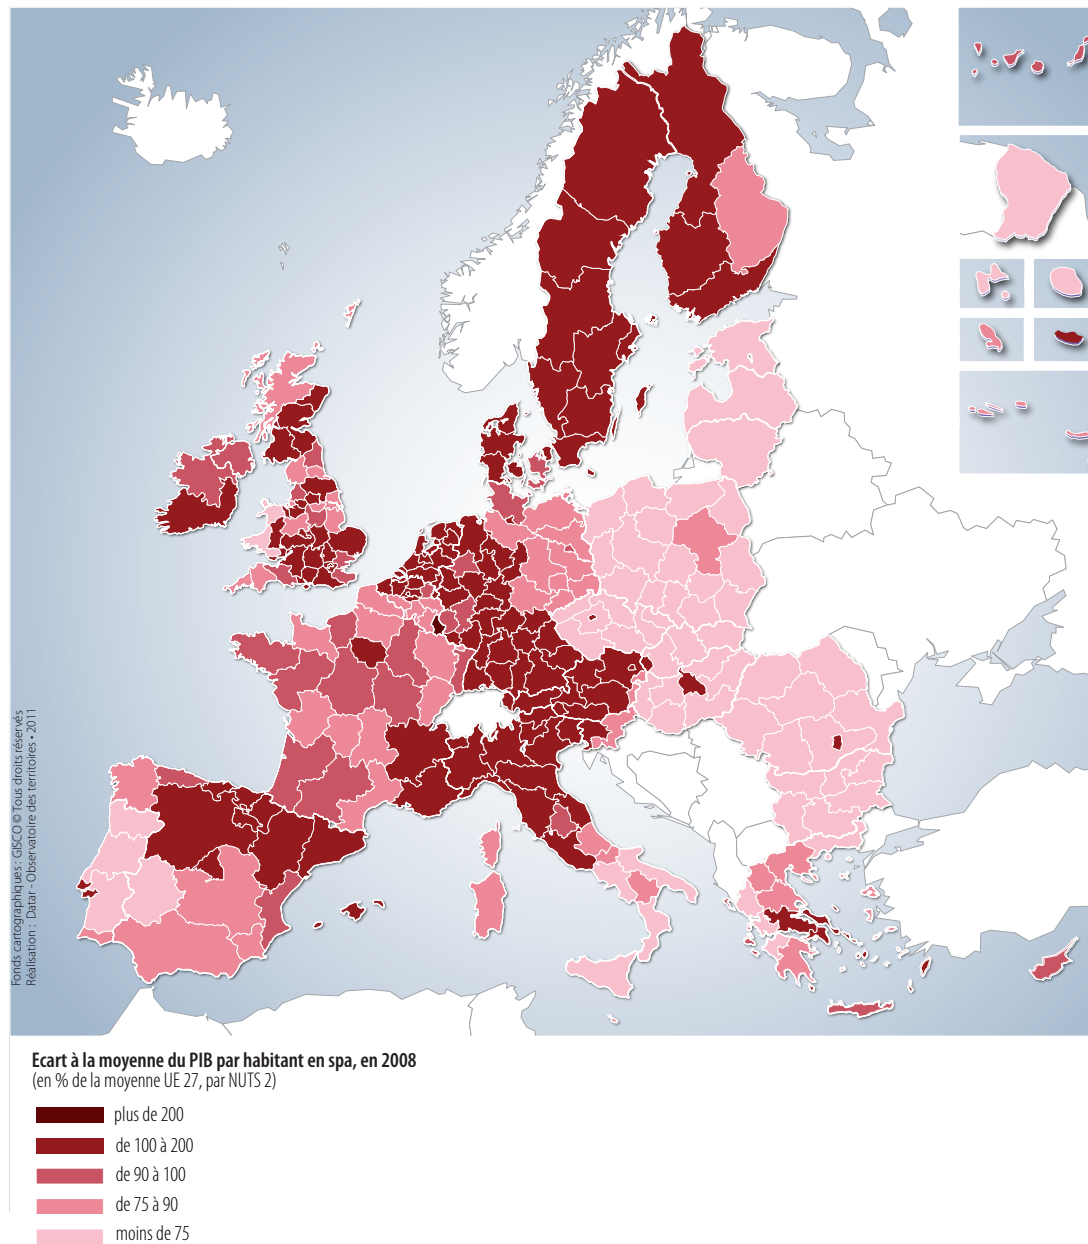 Fonds cartographiques : GISCO © Tous droits réservés
Réalisation : Datar - Observatoire des territoires • 2011
Ecart à la moyenne du PIB par habitant en spa, en 2008
(en % de la moyenne UE 27, par NUTS 2)
plus de 200
de 100 à 200
de 90 à 100
de 75 à 90
moins de 75